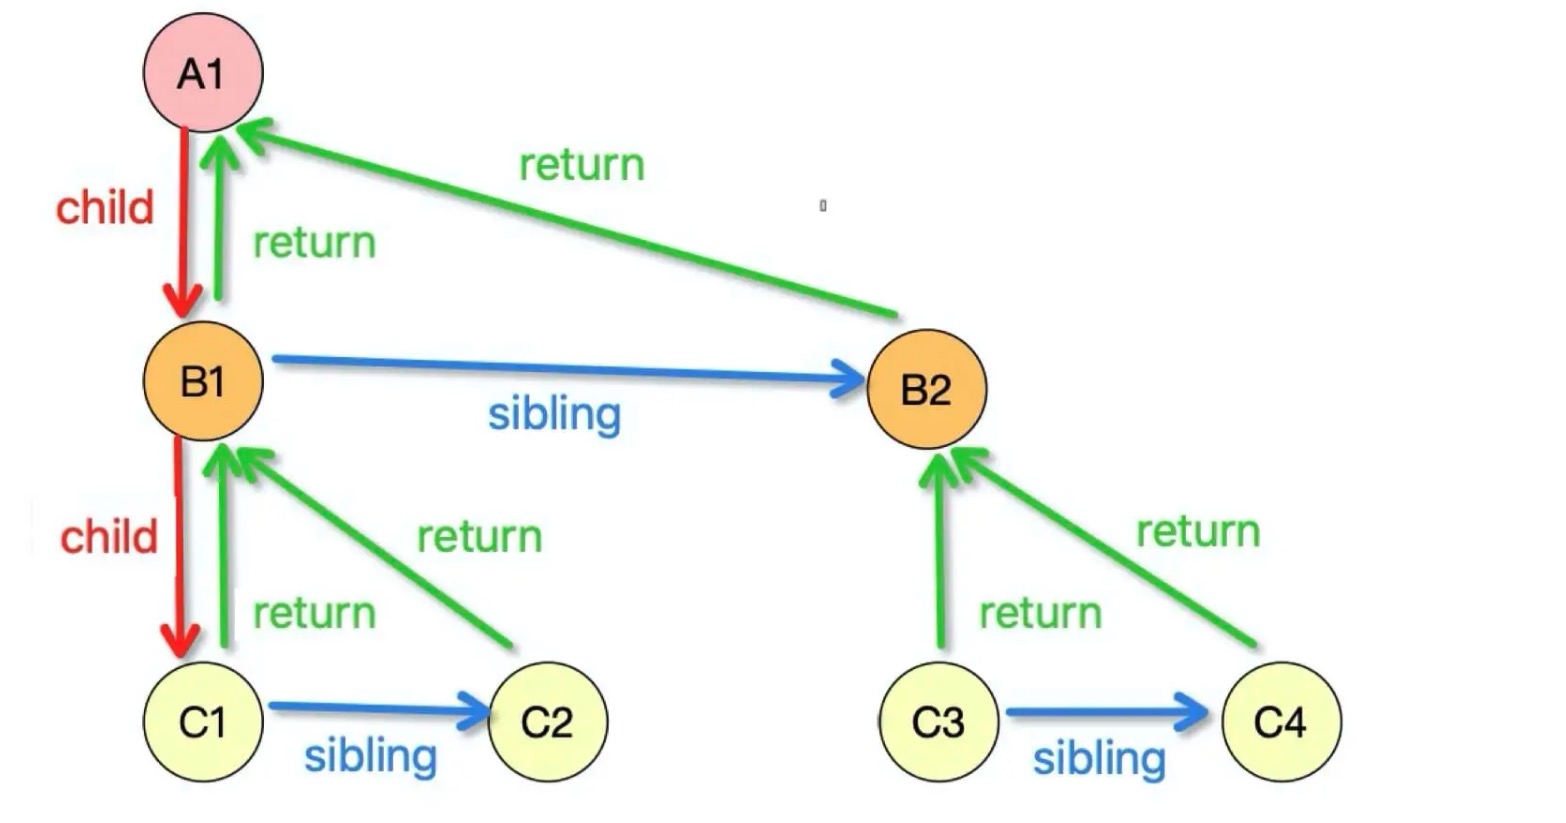 A1
return
child
return
B1
B2
sibling
child
return
return
return
return
C1
C2
C3
C4
sibling
sibling